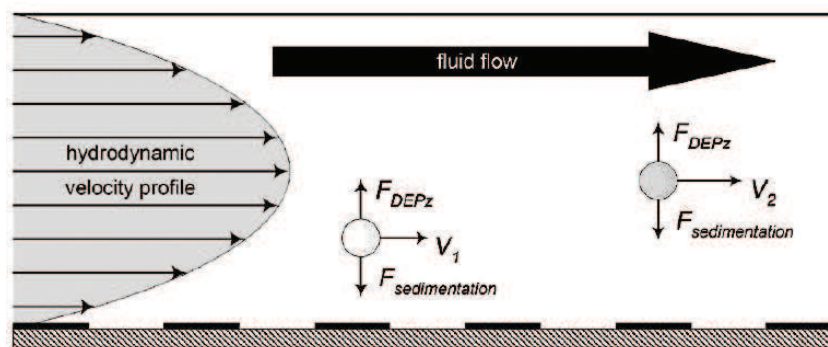 fluid flow
hydrodynamic
velocity profile
F_DEPz
V_1
F_sedimentation
F_DEPz
V_2
F_sedimentation